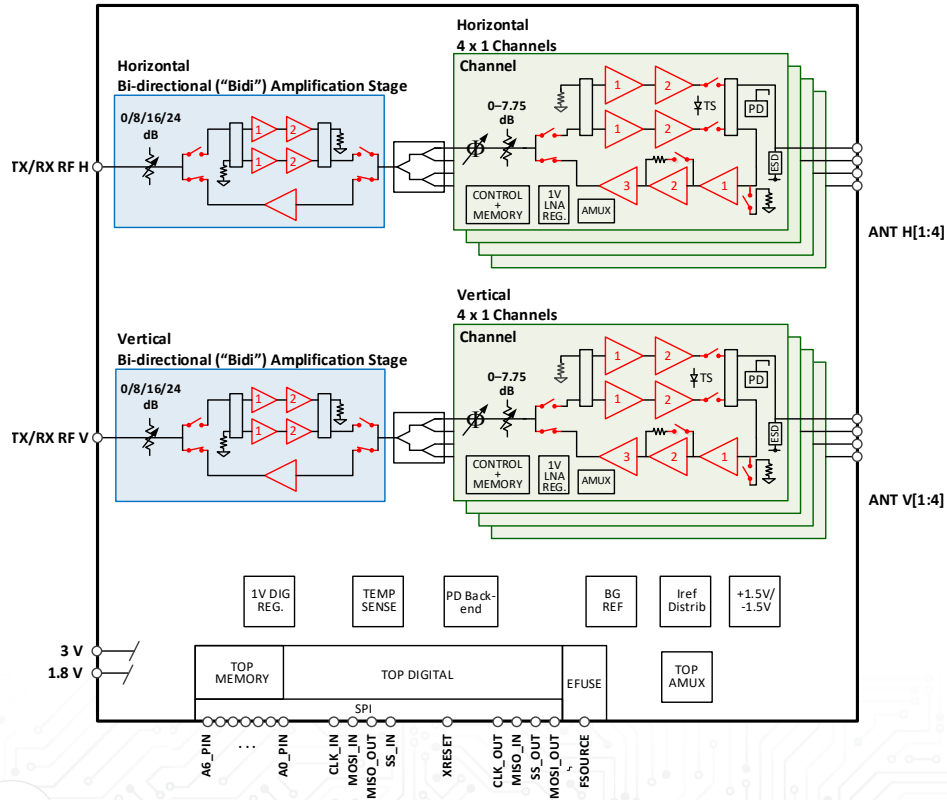 Horizontal
4 x 1 Channels
Channel
Horizontal
Bi-directional (“Bidi”) Amplification Stage
0/8/16/24
dB
1
2
1
2
TX/RX RF H
0–7.75
dB
Φ
1
2
TS
PD
1
2
ESD
3
2
1
CONTROL
+
MEMORY
1V
LNA
REG.
AMUX
ANT H[1:4]
Vertical
4 x 1 Channels
Channel
Vertical
Bi-directional (“Bidi”) Amplification Stage
0/8/16/24
dB
1
2
1
2
TX/RX RF V
0–7.75
dB
Φ
1
2
TS
PD
1
2
ESD
3
2
1
CONTROL
+
MEMORY
1V
LNA
REG.
AMUX
ANT V[1:4]
1V DIG
REG.
TEMP
SENSE
PD Back-
end
BG
REF
Iref
Distrib
+1.5V/
-1.5V
3 V
1.8 V
TOP
MEMORY
TOP DIGITAL
EFUSE
TOP
AMUX
SPI
A6_PIN
...
A0_PIN
CLK_IN
MOSI_IN
MISO_OUT
SS_IN
XRESET
CLK_OUT
MISO_IN
SS_OUT
MOSI_OUT
FSOURCE